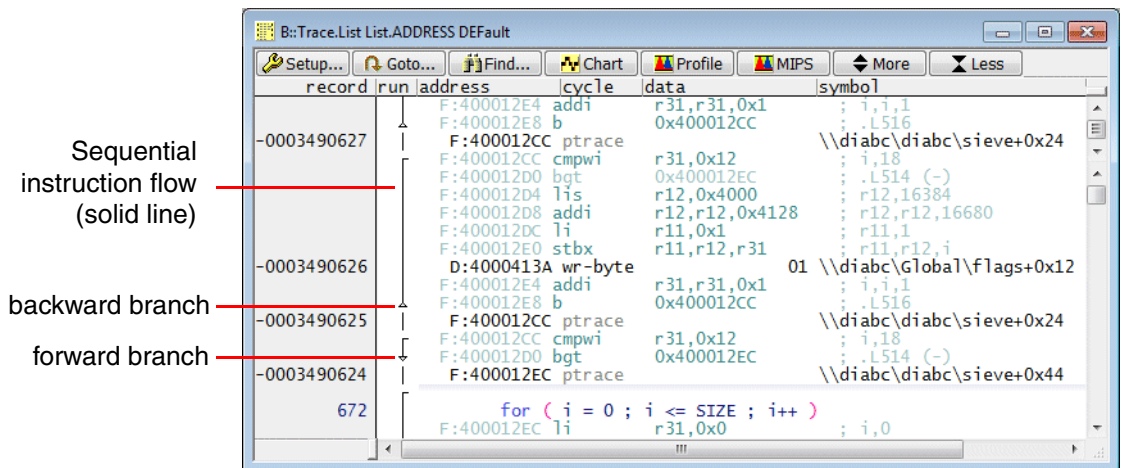 B::Trace.List List.ADDRESS DEFault
Setup... Goto... Find... Chart Profile MIPS More Less
record run address cycle data symbol
F:400012E4 addi r31,r31,0x1 ; i,i,1
F:400012E8 b 0x400012CC ; .L516
-0003490627 F:400012CC ptrace \\diabc\diabc\sieve+0x24
F:400012CC cmpwi r31,0x12 ; i,18
F:400012D0 bgt 0x400012EC ; .L514 (-)
F:400012D4 lis r12,0x4000 ; r12,16384
F:400012D8 addi r12,r12,0x4128 ; r12,r12,16680
F:400012DC li r11,0x1 ; r11,1
F:400012E0 stbx r11,r12,r31 ; r11,r12,i
-0003490626 D:4000413A wr-byte 01 \\diabc\Global\flags+0x12
F:400012E4 addi r31,r31,0x1 ; i,i,1
F:400012E8 b 0x400012CC ; .L516
-0003490625 F:400012CC ptrace \\diabc\diabc\sieve+0x24
F:400012CC cmpwi r31,0x12 ; i,18
F:400012D0 bgt 0x400012EC ; .L514 (-)
-0003490624 F:400012EC ptrace \\diabc\diabc\sieve+0x44
672 for ( i = 0 ; i <= SIZE ; i++ )
F:400012EC li r31,0x0 ; i,0
Sequential
instruction flow
(solid line)
backward branch
forward branch